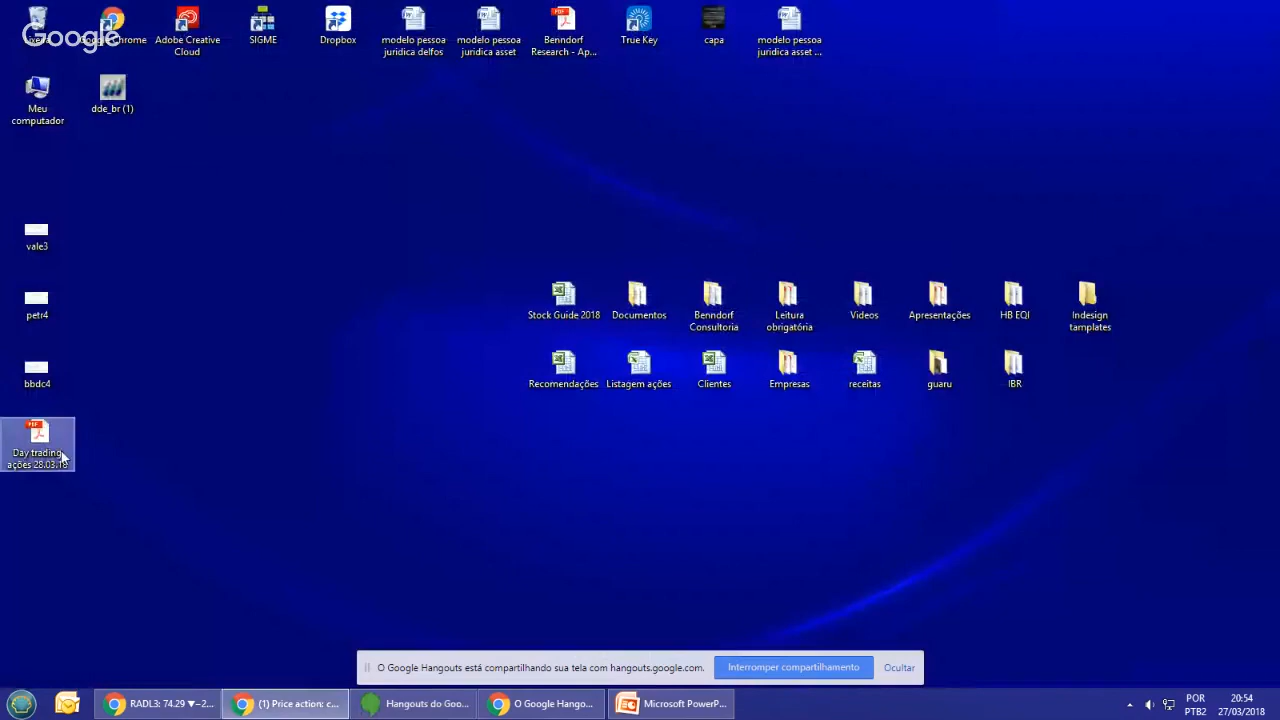 Google
Chrome
Adobe Creative
Cloud
SIGME
Dropbox
modelo pessoa
juridica delfos
modelo pessoa
juridica asset
Benndorf
Research - Ap...
True Key
capa
modelo pessoa
juridica asset ...
Meu
computador
dde_br (1)
vale3
petr4
bbdc4
Day trading
ações 28.03.18
Stock Guide 2018
Documentos
Benndorf
Consultoria
Leitura
obrigatória
Videos
Apresentações
HB EQI
Indesign
tamplates
Recomendações
Listagem ações
Clientes
Empresas
receitas
guaru
IBR
O Google Hangouts está compartilhando sua tela com hangouts.google.com.
Interromper compartilhamento
Ocultar
RADL3: 74.29 ▼−2...
(1) Price action: c...
Hangouts do Goo...
O Google Hango...
Microsoft PowerP...
POR
PTB2
20:54
27/03/2018